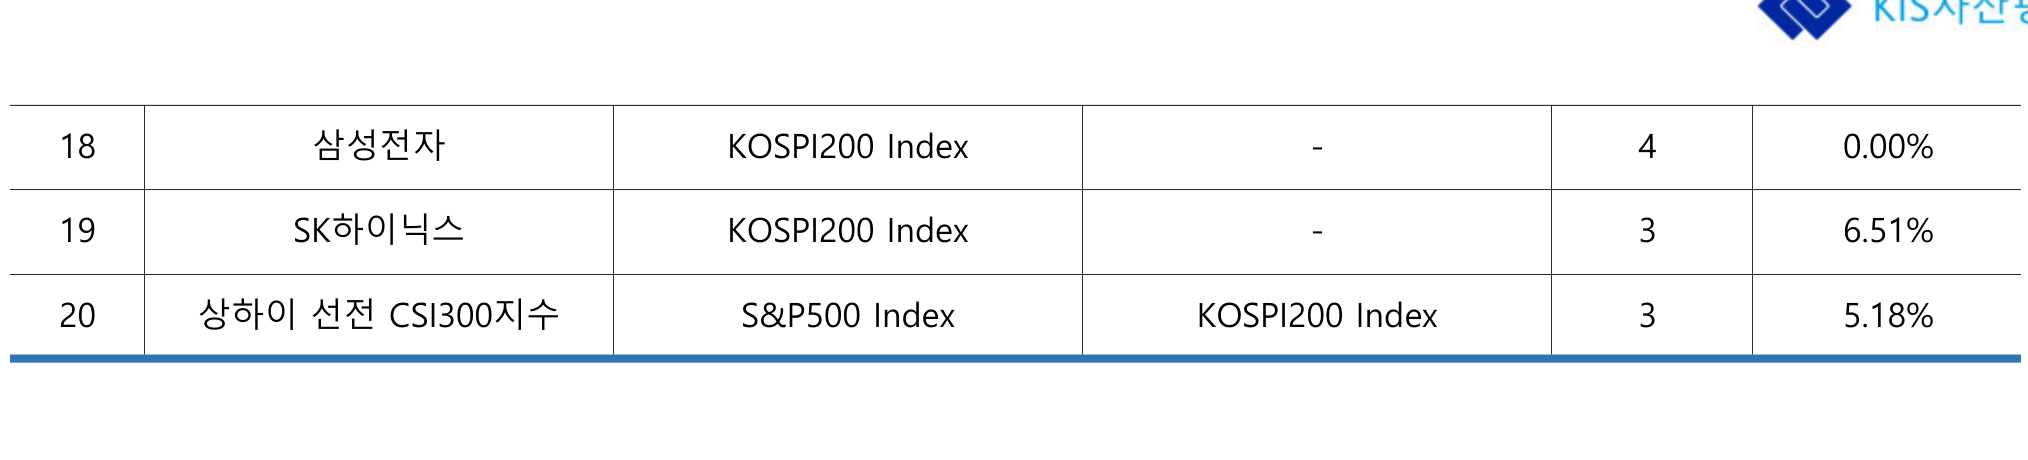 KIS자산
18 삼성전자 KOSPI200 Index - 4 0.00%
19 SK하이닉스 KOSPI200 Index - 3 6.51%
20 상하이 선전 CSI300지수 S&P500 Index KOSPI200 Index 3 5.18%